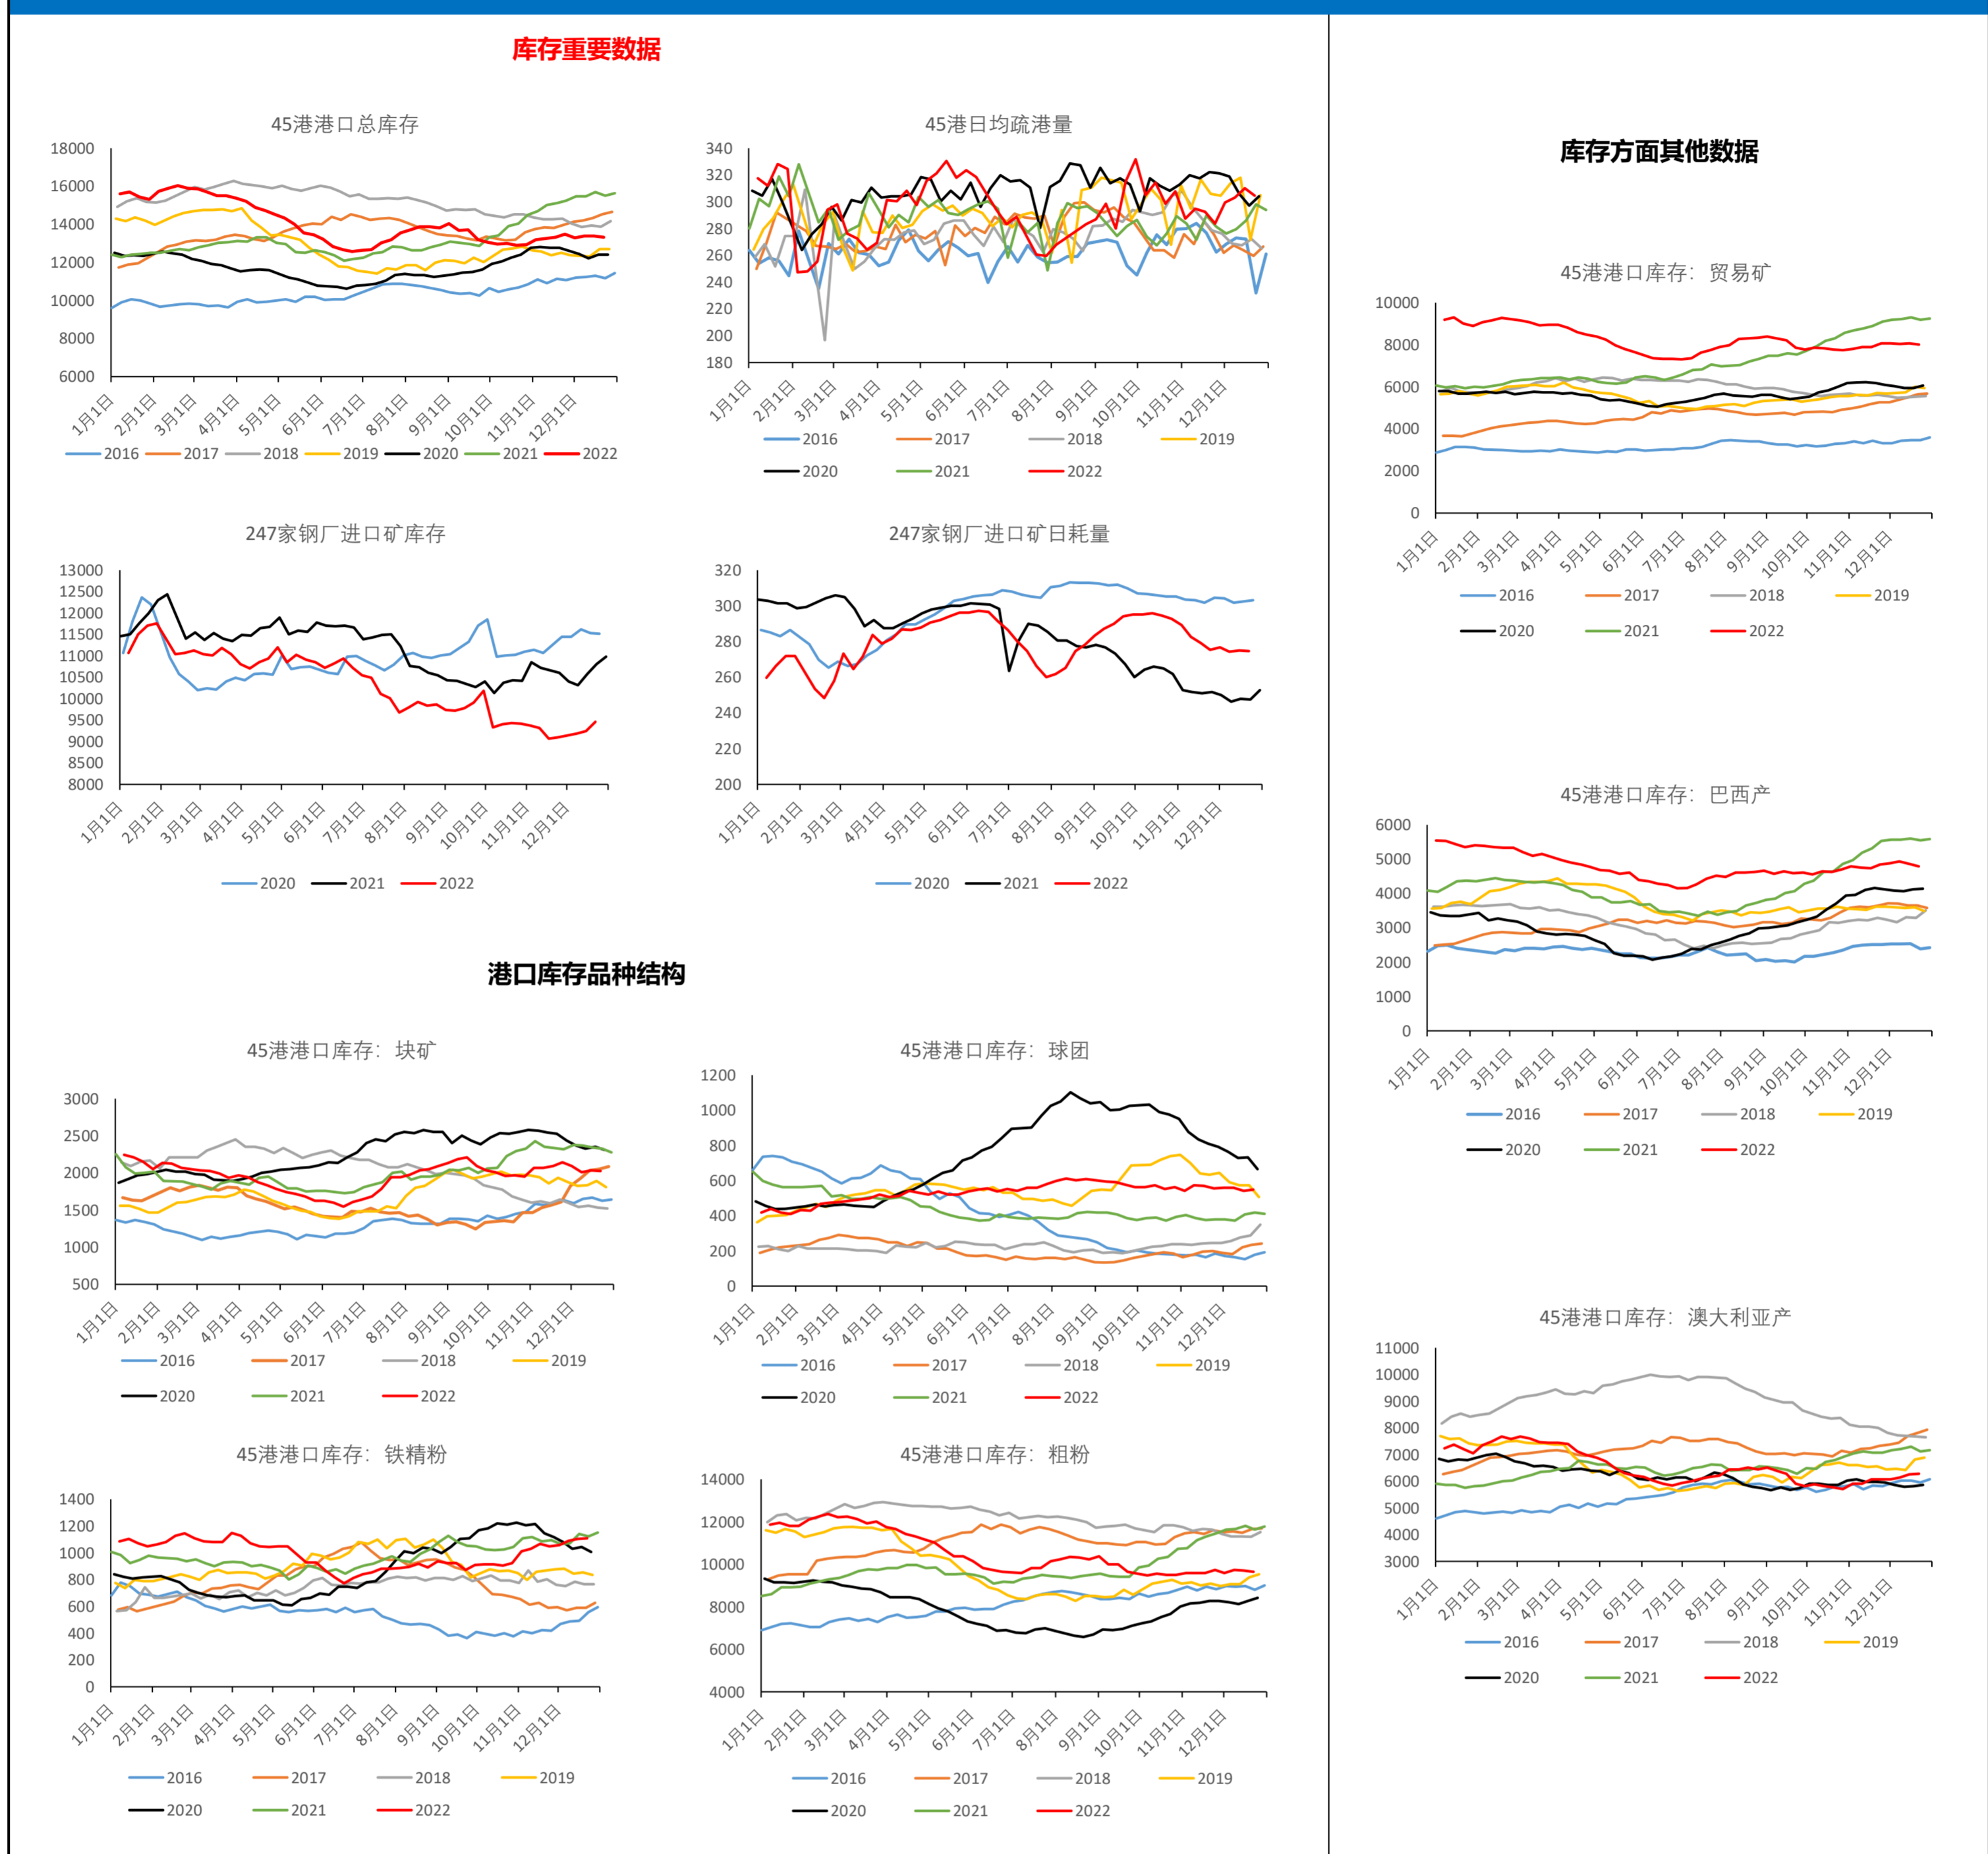 库存重要数据
45港港口总库存
18000
16000
14000
12000
10000
8000
6000
1月1日 2月1日 3月1日 4月1日 5月1日 6月1日 7月1日 8月1日 9月1日 10月1日 11月1日 12月1日
2016 2017 2018 2019 2020 2021 2022
45港日均疏港量
340
320
300
280
260
240
220
200
180
1月1日 2月1日 3月1日 4月1日 5月1日 6月1日 7月1日 8月1日 9月1日 10月1日 11月1日 12月1日
2016 2017 2018 2019
2020 2021 2022
247家钢厂进口矿库存
13000
12500
12000
11500
11000
10500
10000
9500
9000
8500
8000
1月1日 2月1日 3月1日 4月1日 5月1日 6月1日 7月1日 8月1日 9月1日 10月1日 11月1日 12月1日
2020 2021 2022
247家钢厂进口矿日耗量
320
300
280
260
240
220
200
1月1日 2月1日 3月1日 4月1日 5月1日 6月1日 7月1日 8月1日 9月1日 10月1日 11月1日 12月1日
2020 2021 2022
港口库存品种结构
45港港口库存：块矿
3000
2500
2000
1500
1000
500
1月1日 2月1日 3月1日 4月1日 5月1日 6月1日 7月1日 8月1日 9月1日 10月1日 11月1日 12月1日
2016 2017 2018 2019
2020 2021 2022
45港港口库存：球团
1200
1000
800
600
400
200
0
1月1日 2月1日 3月1日 4月1日 5月1日 6月1日 7月1日 8月1日 9月1日 10月1日 11月1日 12月1日
2016 2017 2018 2019
2020 2021 2022
45港港口库存：铁精粉
1400
1200
1000
800
600
400
200
0
1月1日 2月1日 3月1日 4月1日 5月1日 6月1日 7月1日 8月1日 9月1日 10月1日 11月1日 12月1日
2016 2017 2018 2019
2020 2021 2022
45港港口库存：粗粉
14000
12000
10000
8000
6000
4000
1月1日 2月1日 3月1日 4月1日 5月1日 6月1日 7月1日 8月1日 9月1日 10月1日 11月1日 12月1日
2016 2017 2018 2019
2020 2021 2022
库存方面其他数据
45港港口库存：贸易矿
10000
8000
6000
4000
2000
0
1月1日 2月1日 3月1日 4月1日 5月1日 6月1日 7月1日 8月1日 9月1日 10月1日 11月1日 12月1日
2016 2017 2018 2019
2020 2021 2022
45港港口库存：巴西产
6000
5000
4000
3000
2000
1000
0
1月1日 2月1日 3月1日 4月1日 5月1日 6月1日 7月1日 8月1日 9月1日 10月1日 11月1日 12月1日
2016 2017 2018 2019
2020 2021 2022
45港港口库存：澳大利亚产
11000
10000
9000
8000
7000
6000
5000
4000
3000
1月1日 2月1日 3月1日 4月1日 5月1日 6月1日 7月1日 8月1日 9月1日 10月1日 11月1日 12月1日
2016 2017 2018 2019
2020 2021 2022